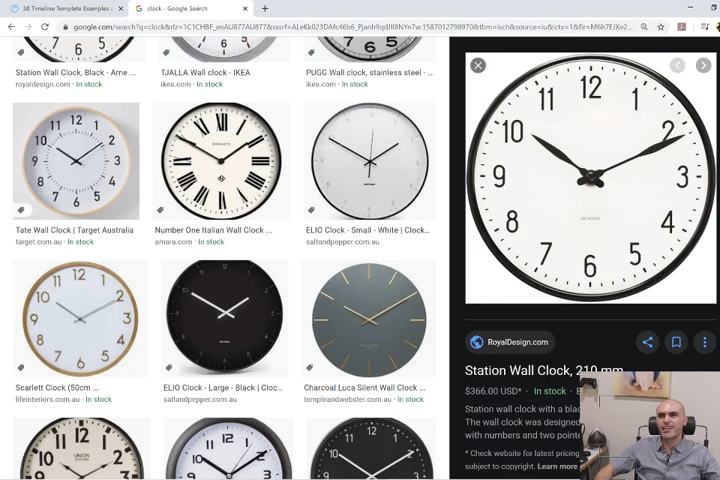 38 Timeline Template Examples
clock - Google Search
google.com/search?q=clock&rlz=1C1CHBF_enAU877AU877&sxsrf=
Station Wall Clock, Black - Arne ...
royaldesign.com · In stock
TJALLA Wall clock - IKEA
ikea.com · In stock
PUGG Wall clock, stainless steel - ...
ikea.com · In stock
Tate Wall Clock | Target Australia
target.com.au · In stock
Number One Italian Wall Clock ...
amara.com · In stock
ELIO Clock - Small - White | Clock...
saltandpepper.com.au
Scarlett Clock (50cm ...
lifeinteriors.com.au · In stock
ELIO Clock - Large - Black | Cloc...
saltandpepper.com.au
Charcoal Luca Silent Wall Clock ...
templeandwebster.com.au · In stock
UNION
STATION
12
11 1
10 2
9 3
8 4
7 5
6
RoyalDesign.com
Station Wall Clock, 210 mm
$366.00 USD* · In stock
Station wall clock with a
The wall clock was designed
with numbers and two
* Check website for latest pricing
subject to copyright. Learn more